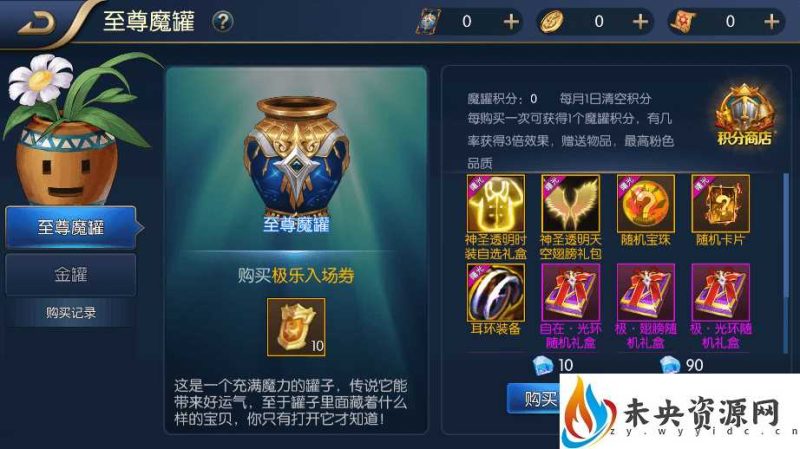 至尊魔罐
?
0
0
0
至尊魔罐
金罐
购买记录
至尊魔罐
购买极乐入场券
10
这是一个充满魔力的罐子，传说它能
带来好运气，至于罐子里面藏着什么
样的宝贝，你只有打开它才知道！
魔罐积分：0 每月1日清空积分
每购买一次可获得1个魔罐积分，有几
率获得3倍效果，赠送物品，最高粉色
品质
积分商店
曙光 曙光 曙光 曙光
神圣透明时
装自选礼盒
神圣透明天
空翅膀礼包
随机宝珠
随机卡片
曙光
耳环装备
自在·光环
随机礼盒
极·翅膀随
机礼盒
极·光环随
机礼盒
10
90
购买
未央资源网
zy.wyyidc.cn